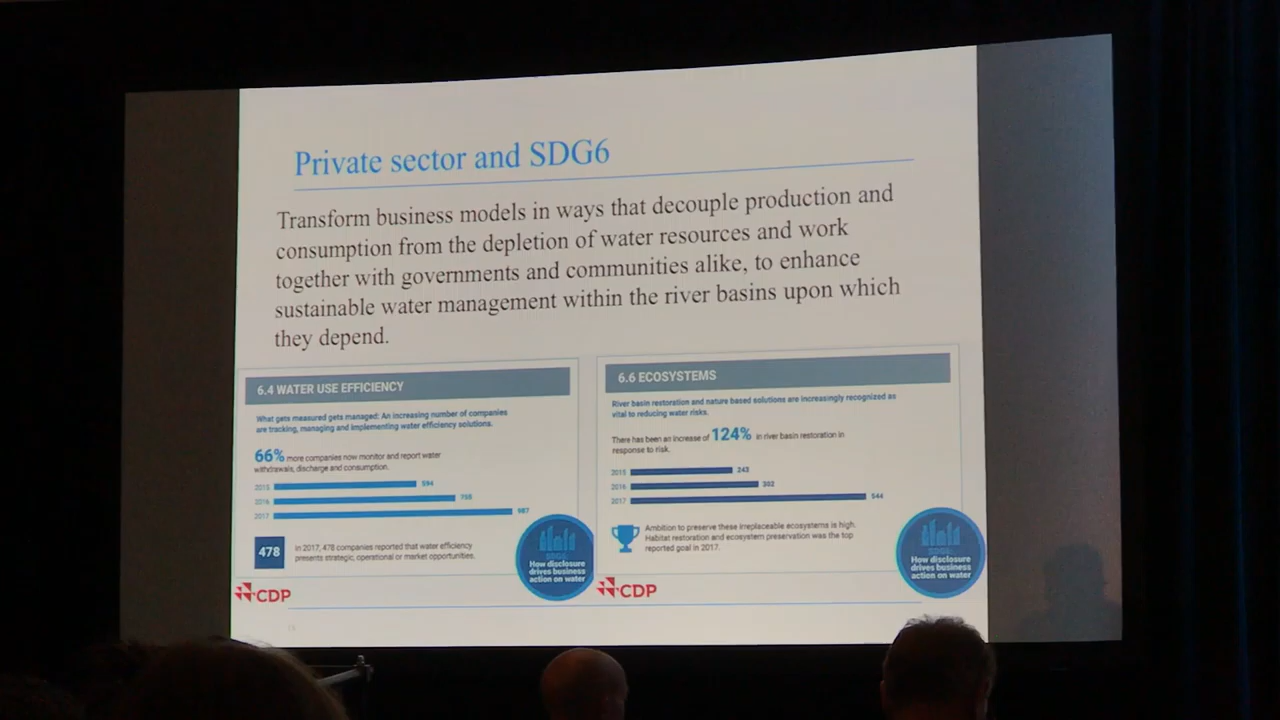 Private sector and SDG6
Transform business models in ways that decouple production and
consumption from the depletion of water resources and work
together with governments and communities alike, to enhance
sustainable water management within the river basins upon which
they depend.
6.4 WATER USE EFFICIENCY
What gets measured gets managed: An increasing number of companies
are tracking, managing and implementing water efficiency solutions.
66% more companies now monitor and report water
withdrawals, discharge and consumption.
2015 594
2016 755
2017 987
478
In 2017, 478 companies reported that water efficiency
presents strategic, operational or market opportunities.
How disclosure
drives business
action on water
CDP
6.6 ECOSYSTEMS
River basin restoration and nature based solutions are increasingly recognized as
vital to reducing water risks.
There has been an increase of 124% in river basin restoration in
response to risk.
2015 243
2016 302
2017 544
Ambition to preserve these irreplaceable ecosystems is high.
Habitat restoration and ecosystem preservation was the top
reported goal in 2017.
How disclosure
drives business
action on water
CDP